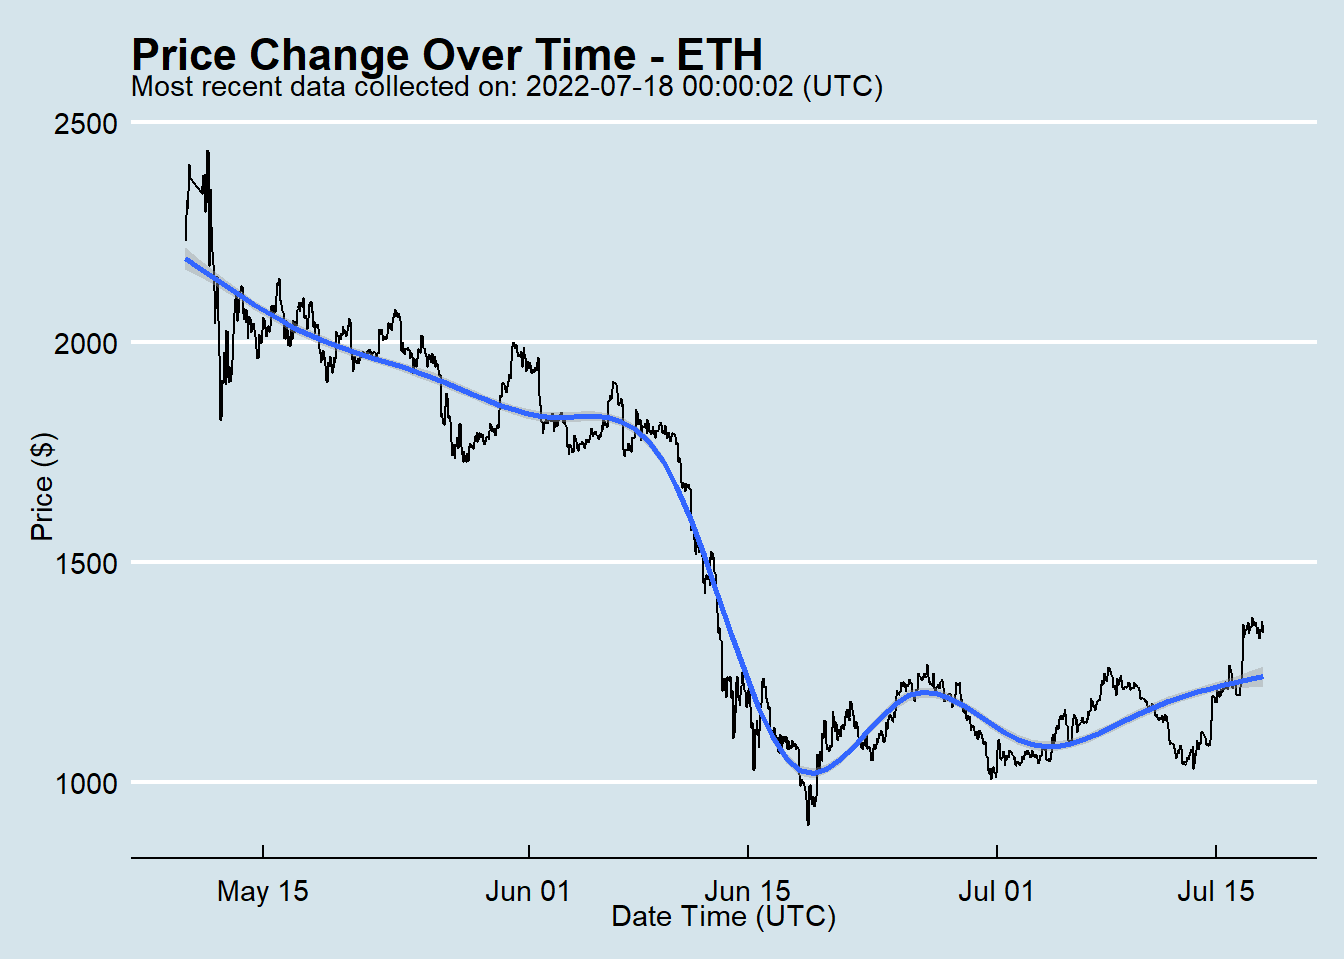 Price Change Over Time - ETH
Most recent data collected on: 2022-07-18 00:00:02 (UTC)
2500
2000
1500
1000
Price ($)
May 15
Jun 01
Jun 15
Jul 01
Jul 15
Date Time (UTC)